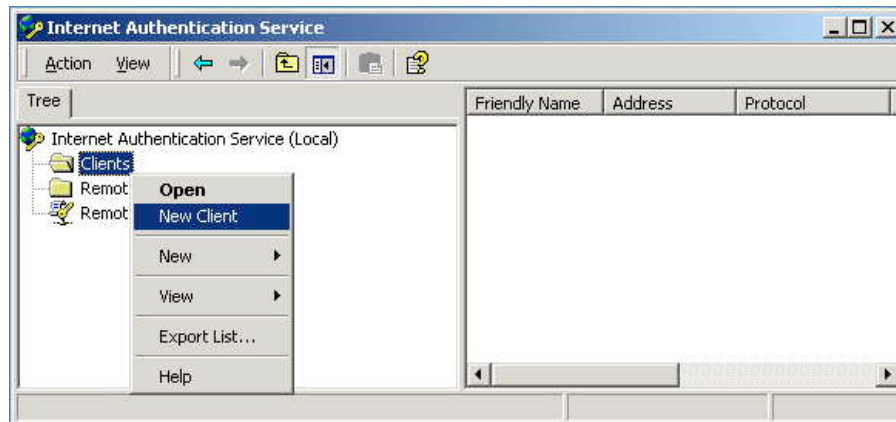 Internet Authentication Service
Action View
Tree
Friendly Name Address Protocol
Internet Authentication Service (Local)
Clients
Remot
Remot
Open
New Client
New
View
Export List...
Help